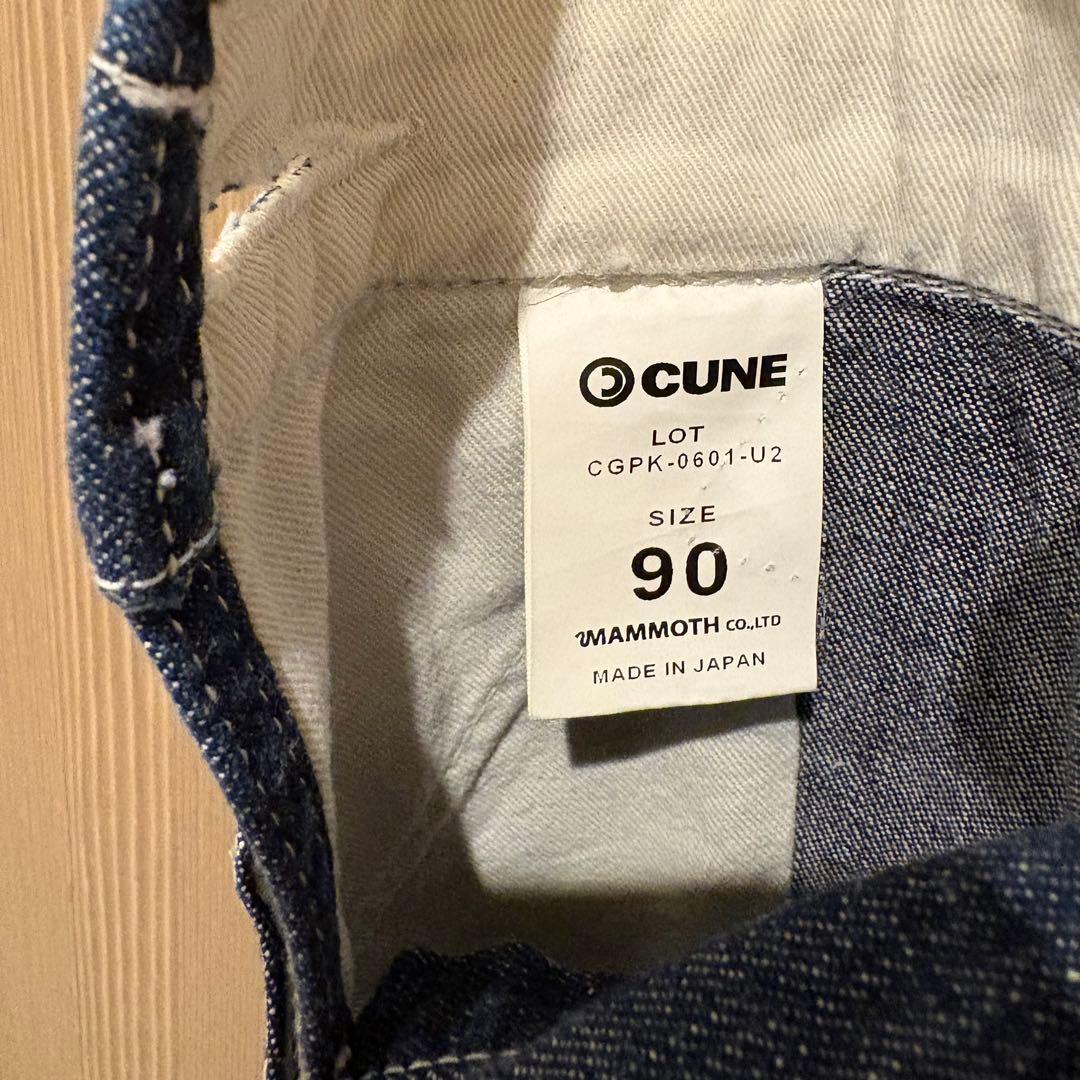 CUNE
LOT
CGPK-0601-U2
SIZE
90
MAMMOTH CO.,LTD
MADE IN JAPAN